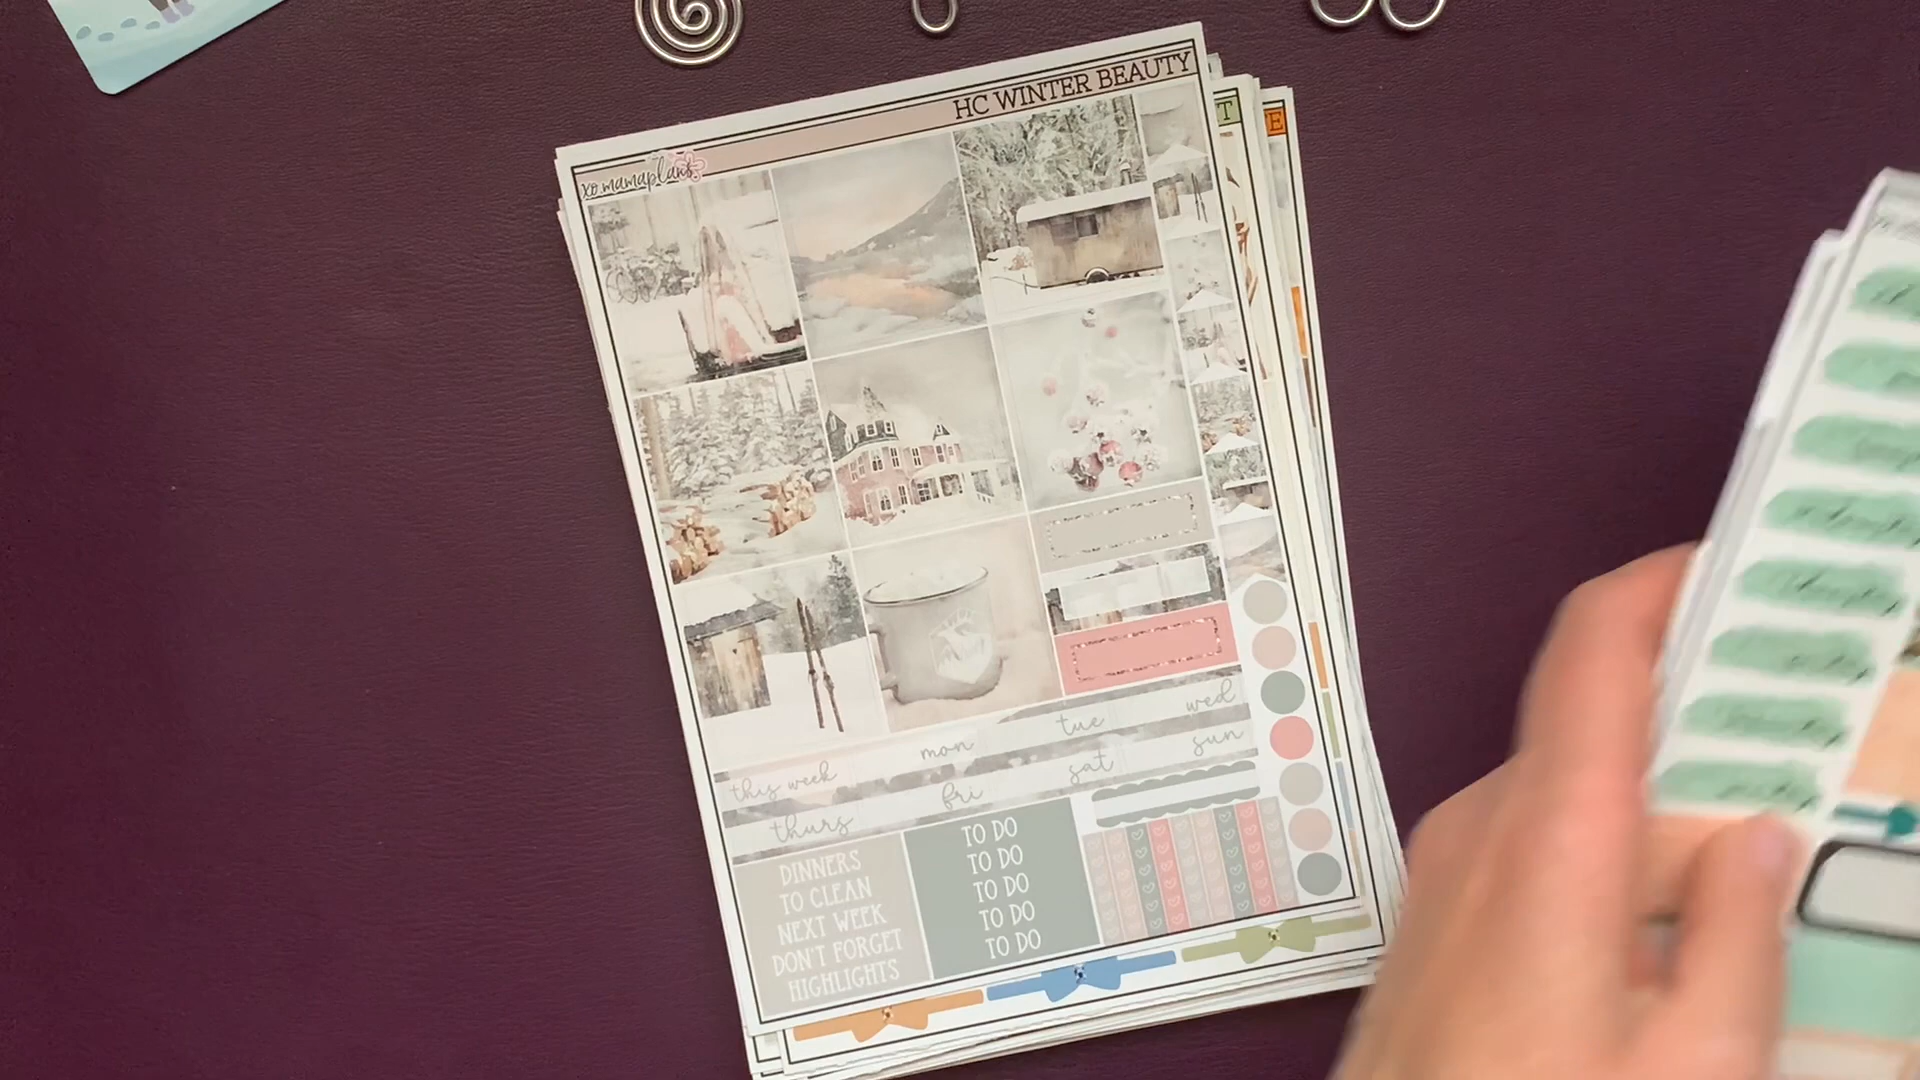 HC WINTER BEAUTY
T
E
xo.mamaplans
this week
mon
tue
wed
thurs
fri
sat
sun
DINNERS
TO CLEAN
NEXT WEEK
DON'T FORGET
HIGHLIGHTS
TO DO
TO DO
TO DO
TO DO
TO DO